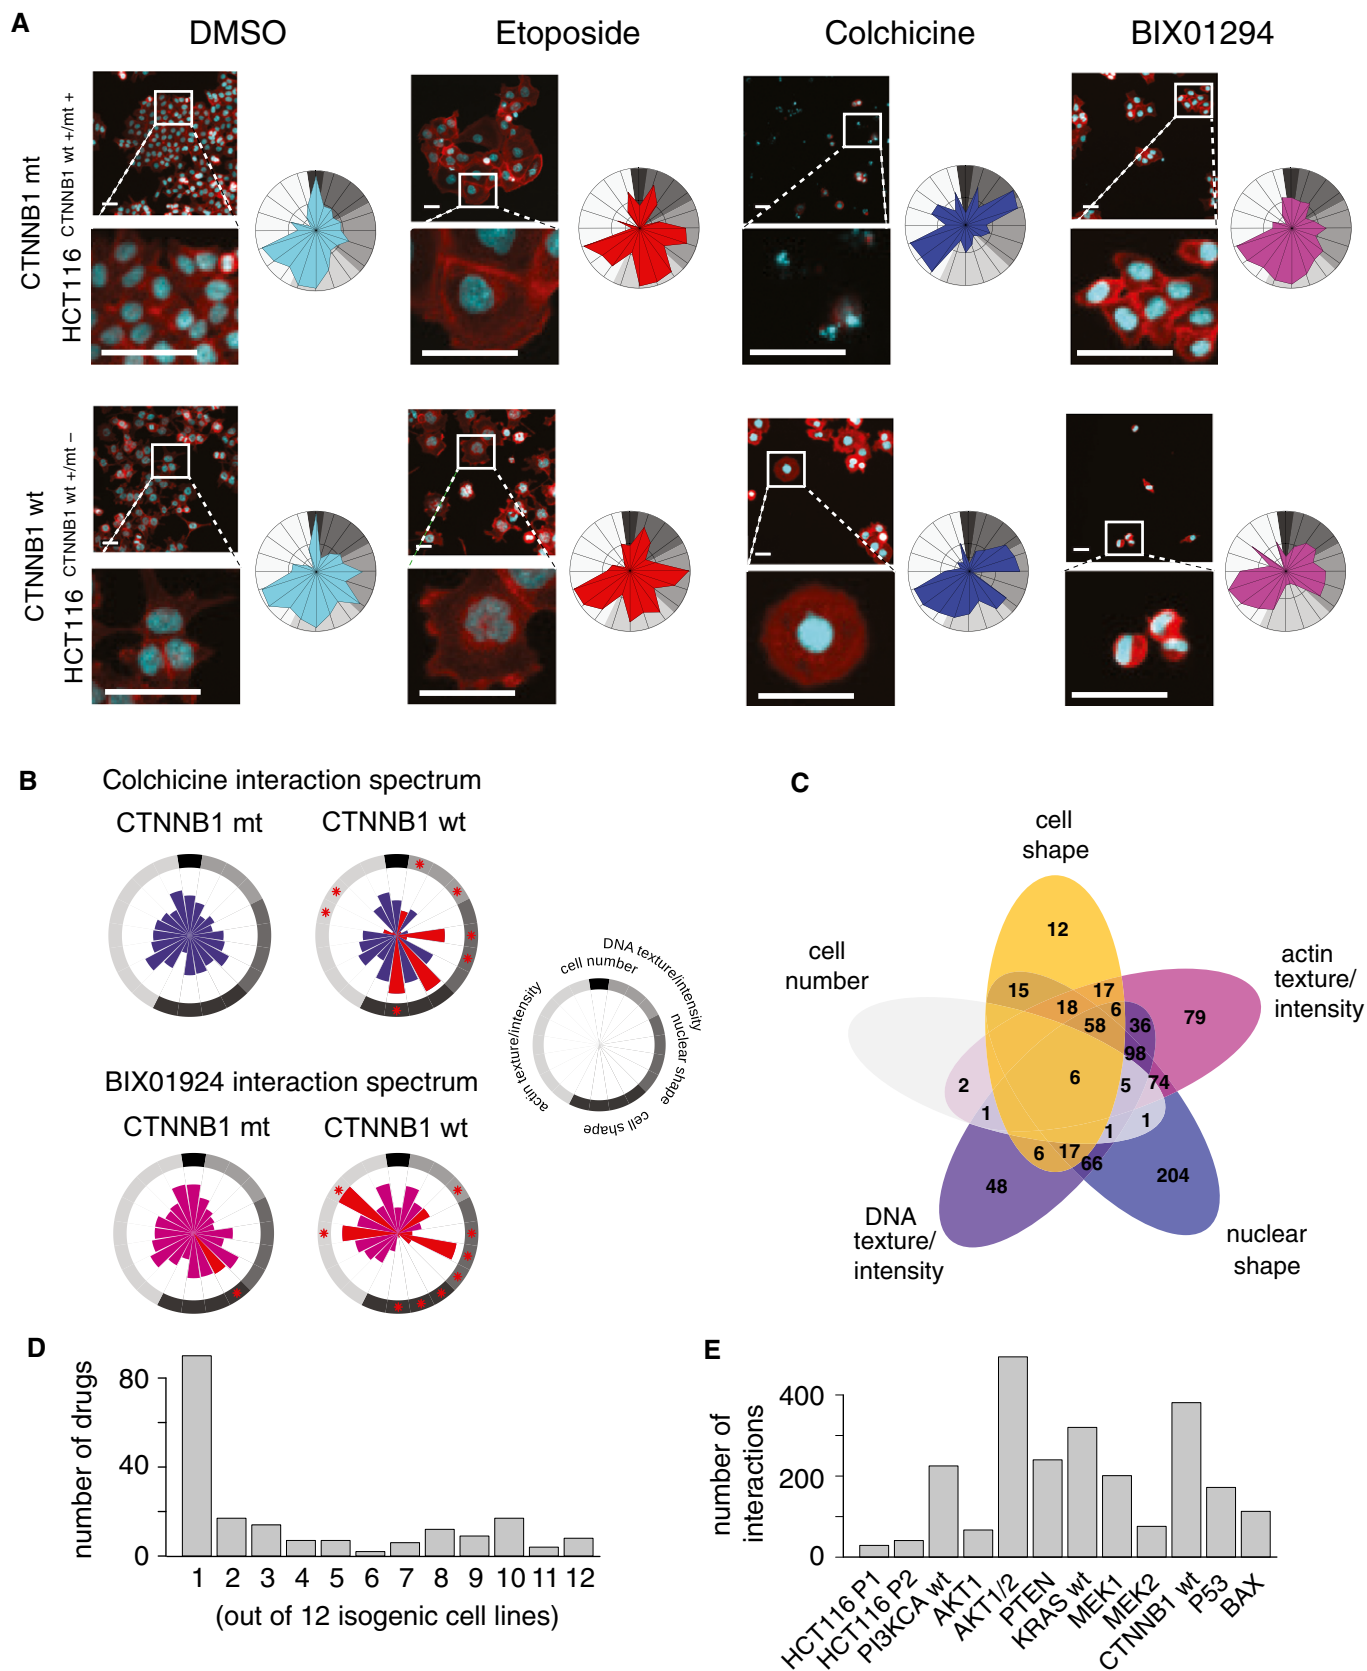 A
DMSO
Etoposide
Colchicine
BIX01294
CTNNB1 mt
HCT116 CTNNB1 wt +/mt +
CTNNB1 wt
HCT116 CTNNB1 wt +/mt –
B
Colchicine interaction spectrum
CTNNB1 mt
CTNNB1 wt
*
*
*
*
*
*
*
BIX01924 interaction spectrum
CTNNB1 mt
CTNNB1 wt
*
*
*
*
*
*
*
*
*
*
cell number
DNA texture/intensity
nuclear shape
cell shape
actin texture/intensity
C
cell
shape
actin
texture/
intensity
cell
number
DNA
texture/
intensity
nuclear
shape
12
15
17
18
6
58
36
79
98
6
5
74
2
1
1
1
6
17
66
48
204
D
number of drugs
80
40
0
1 2 3 4 5 6 7 8 9 10 11 12
(out of 12 isogenic cell lines)
E
number of
interactions
400
200
0
HCT116 P1
HCT116 P2
PI3KCA wt
AKT1
AKT1/2
PTEN
KRAS wt
MEK1
MEK2
CTNNB1 wt
P53
BAX